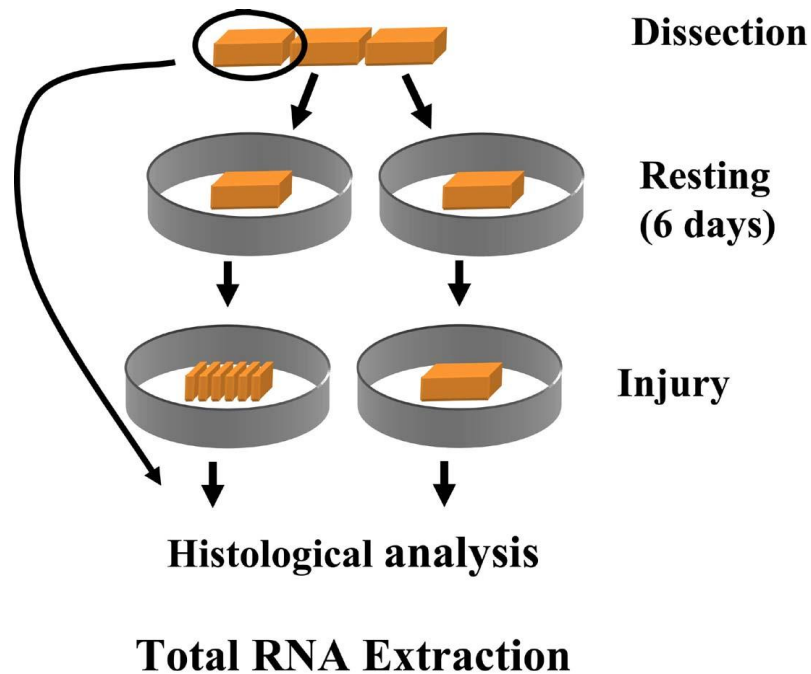 Dissection
Resting
(6 days)
Injury
Histological analysis
Total RNA Extraction